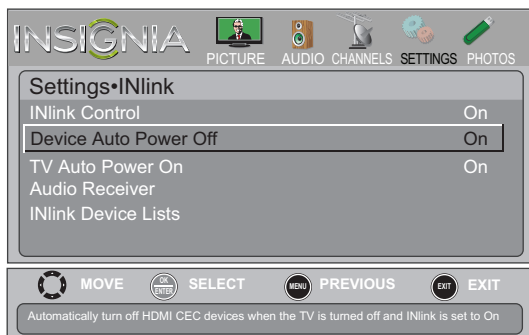 INSIGNIA
PICTURE AUDIO CHANNELS SETTINGS PHOTOS
Settings•INlink
INlink Control On
Device Auto Power Off On
TV Auto Power On On
Audio Receiver
INlink Device Lists
MOVE OK ENTER SELECT MENU PREVIOUS EXIT EXIT
Automatically turn off HDMI CEC devices when the TV is turned off and INlink is set to On